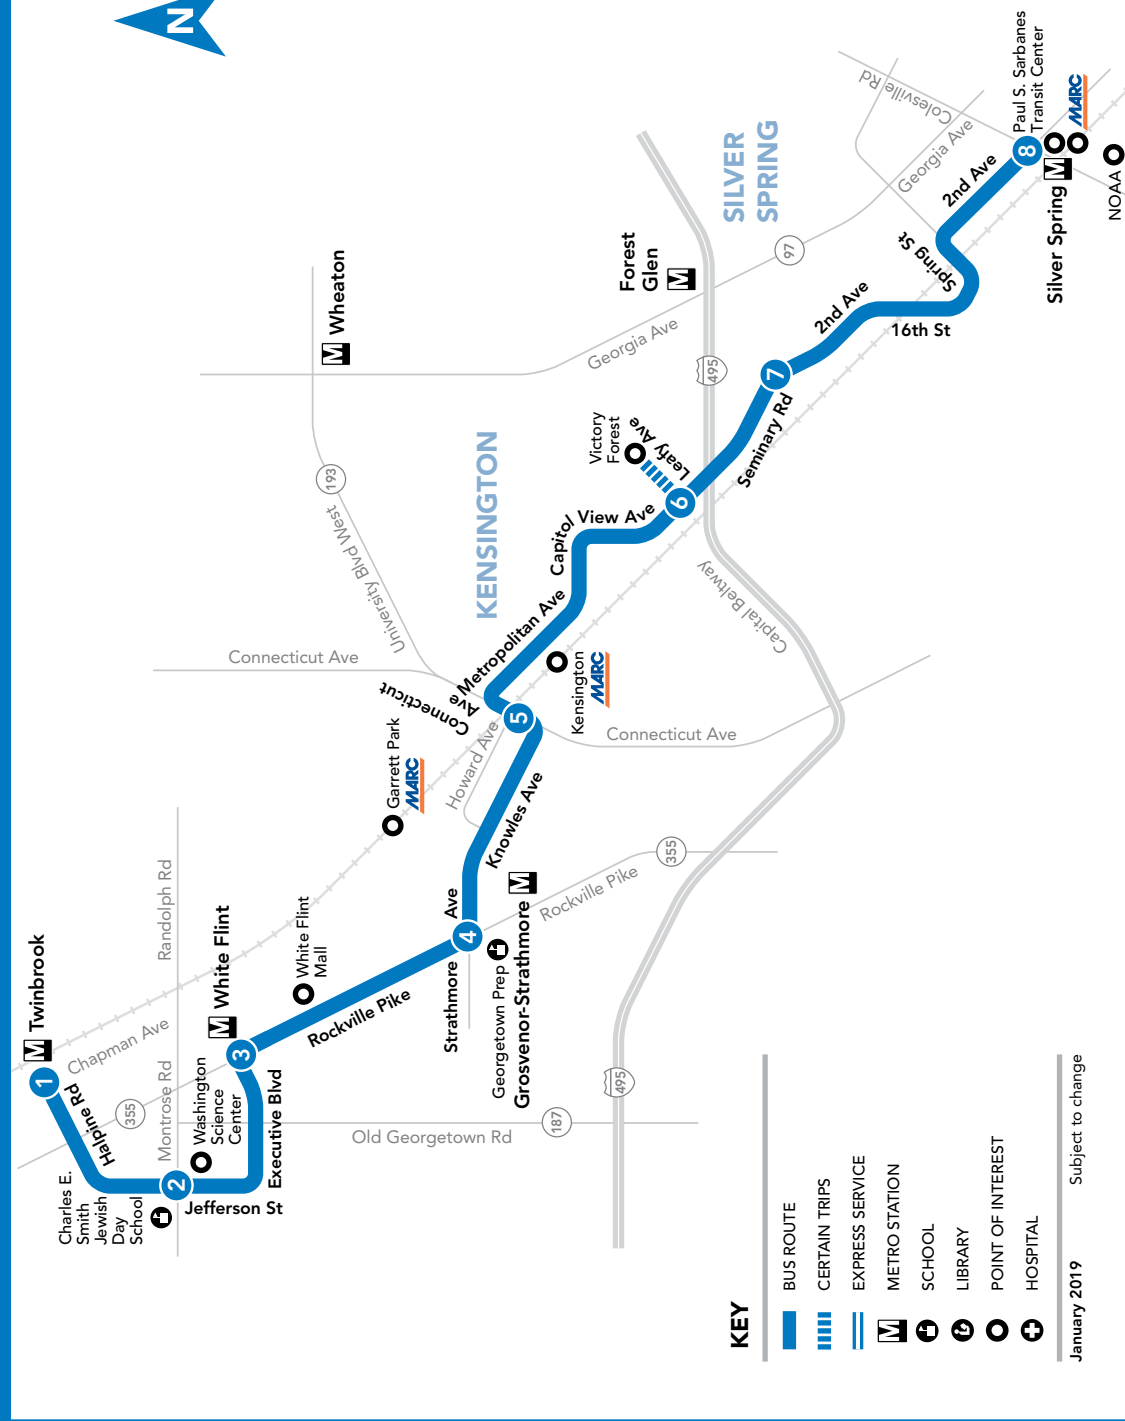 N
1
M Twinbrook
Chapman Ave
Halpine Rd
355
Charles E.
Smith
Jewish
Day
School
2
Montrose Rd
Randolph Rd
Jefferson St
Washington
Science
Center
Executive Blvd
3
M White Flint
White Flint
Mall
Rockville Pike
Old Georgetown Rd
187
Strathmore Ave
4
Georgetown Prep
Grosvenor-Strathmore M
Rockville Pike
355
495
Garrett Park
MARC
Knowles Ave
Howard Ave
5
Connecticut
Ave
Connecticut Ave
Connecticut Ave
Kensington
MARC
KENSINGTON
Metropolitan Ave
University Blvd West
193
M Wheaton
Capitol View Ave
6
Leafy Ave
Victory
Forest
Capital Beltway
495
Georgia Ave
Forest
Glen
M
97
SILVER
SPRING
Seminary Rd
7
2nd Ave
16th St
Spring St
2nd Ave
Georgia Ave
Colesville Rd
8
Paul S. Sarbanes
Transit Center
MARC
Silver Spring M
NOAA
KEY
BUS ROUTE
CERTAIN TRIPS
EXPRESS SERVICE
M METRO STATION
SCHOOL
LIBRARY
POINT OF INTEREST
HOSPITAL
January 2019 Subject to change